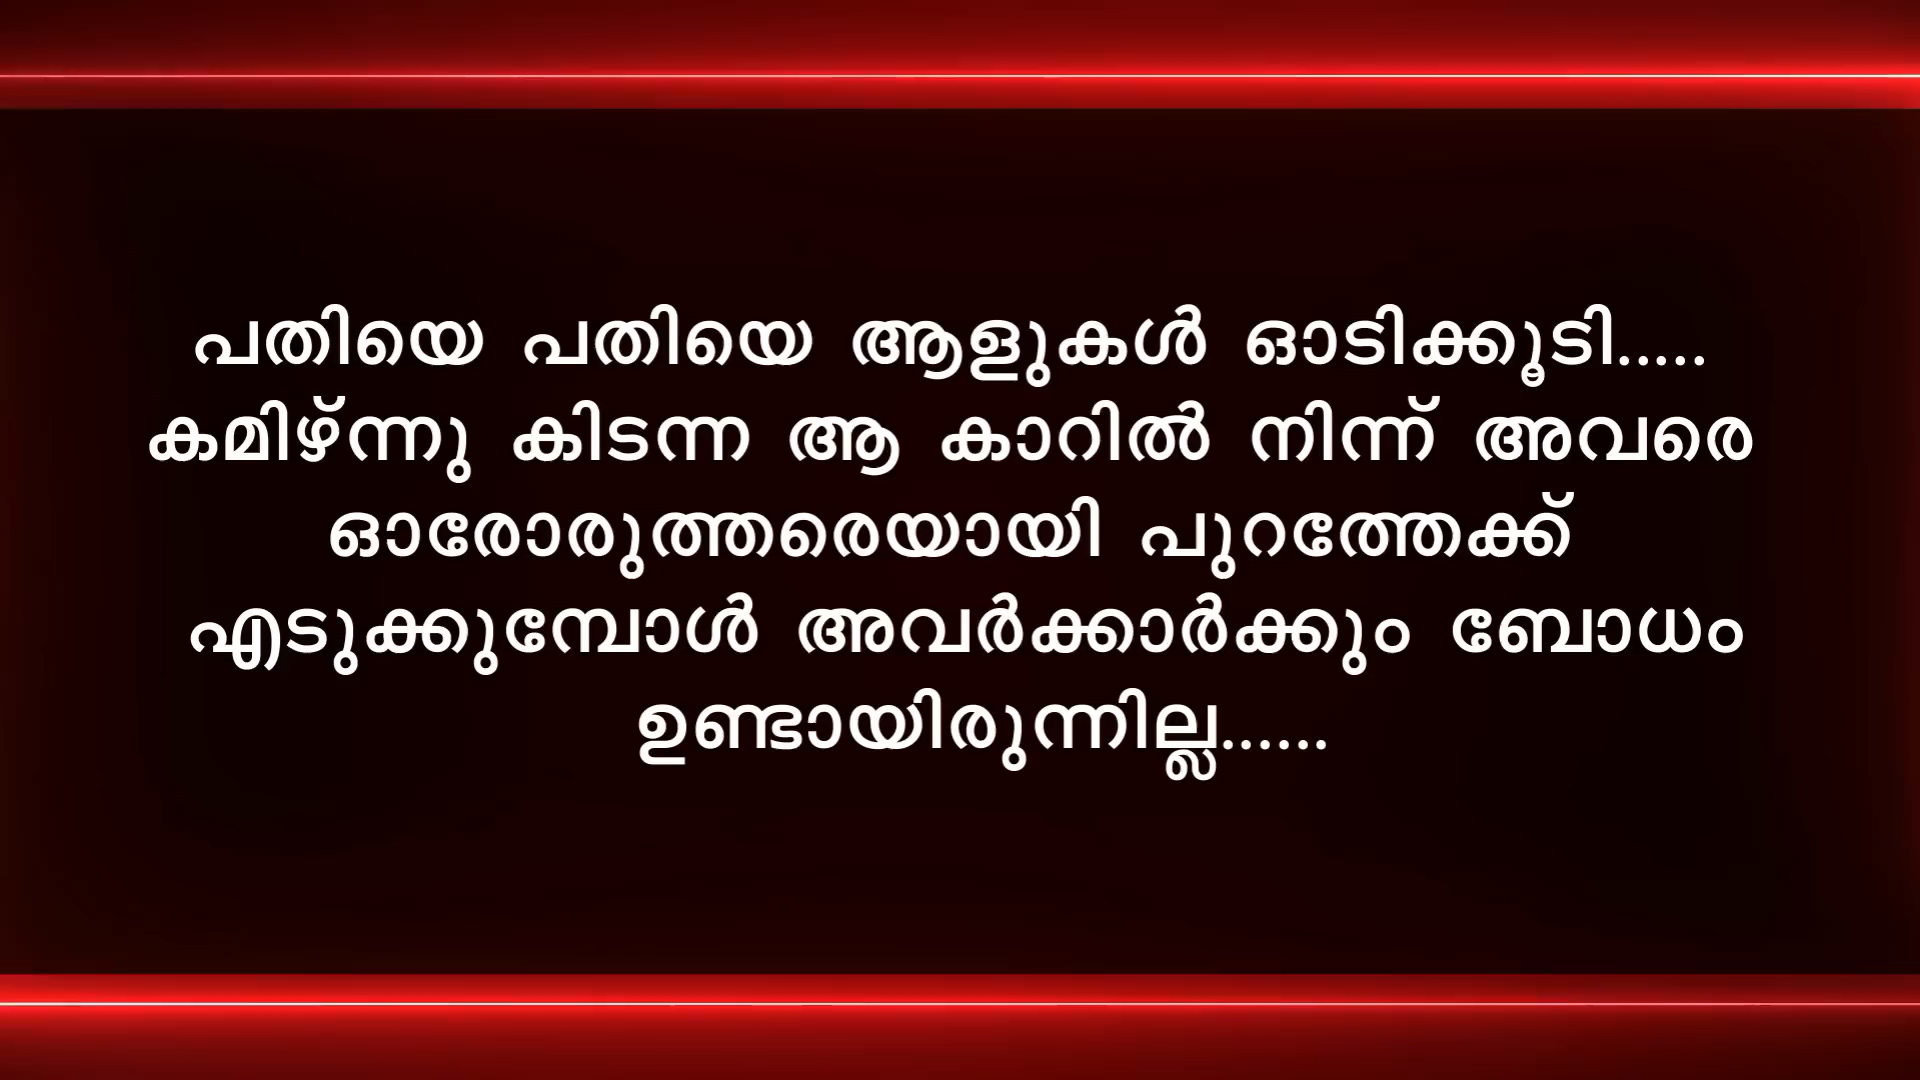 പതിയെ പതിയെ ആളുകൾ ഓടിക്കൂടി.....
കമിഴ്ന്നു കിടന്ന ആ കാറിൽ നിന്ന് അവരെ
ഓരോരുത്തരെയായി പുറത്തേക്ക്
എടുക്കുമ്പോൾ അവർക്കാർക്കും ബോധം
ഉണ്ടായിരുന്നില്ല......